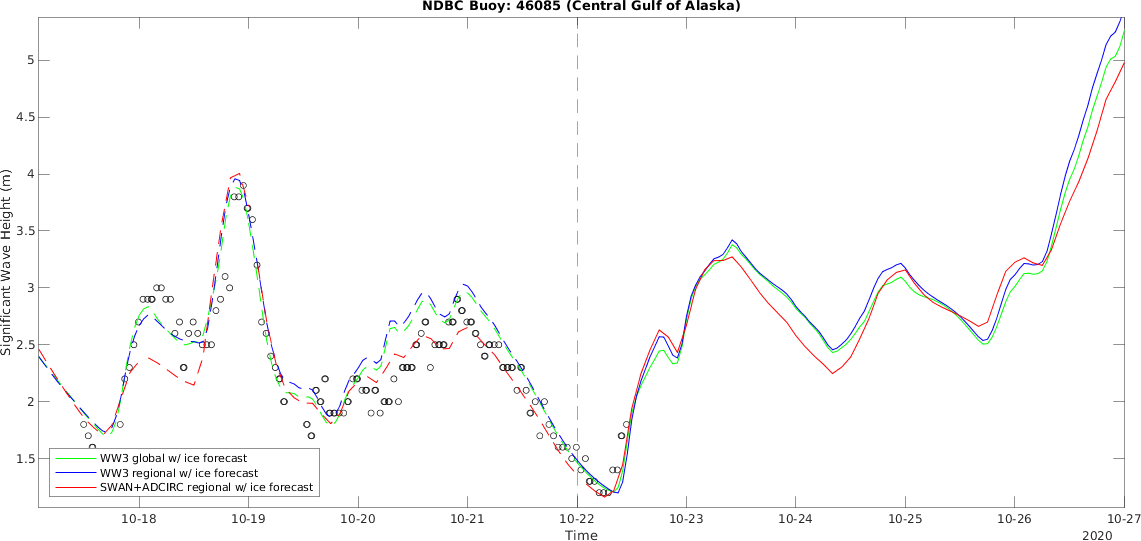 NDBC Buoy: 46085 (Central Gulf of Alaska)
Significant Wave Height (m)
5
4.5
4
3.5
3
2.5
2
1.5
WW3 global w/ ice forecast
WW3 regional w/ ice forecast
SWAN+ADCIRC regional w/ ice forecast
10-18 10-19 10-20 10-21 10-22 10-23 10-24 10-25 10-26 10-27
Time
2020